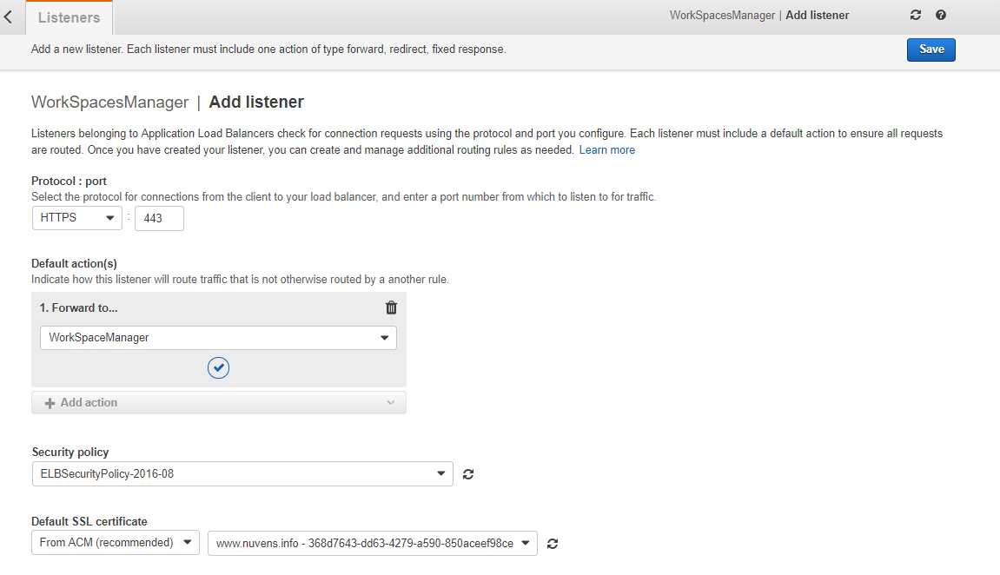 Listeners
WorkSpacesManager | Add listener
Add a new listener. Each listener must include one action of type forward, redirect, fixed response.
Save
WorkSpacesManager | Add listener
Listeners belonging to Application Load Balancers check for connection requests using the protocol and port you configure. Each listener must include a default action to ensure all requests
are routed. Once you have created your listener, you can create and manage additional routing rules as needed. Learn more
Protocol : port
Select the protocol for connections from the client to your load balancer, and enter a port number from which to listen to for traffic.
HTTPS : 443
Default action(s)
Indicate how this listener will route traffic that is not otherwise routed by a another rule.
1. Forward to...
WorkSpaceManager
Add action
Security policy
ELBSecurityPolicy-2016-08
Default SSL certificate
From ACM (recommended) www.nuvens.info - 368d7643-dd63-4279-a590-850aceef98ce